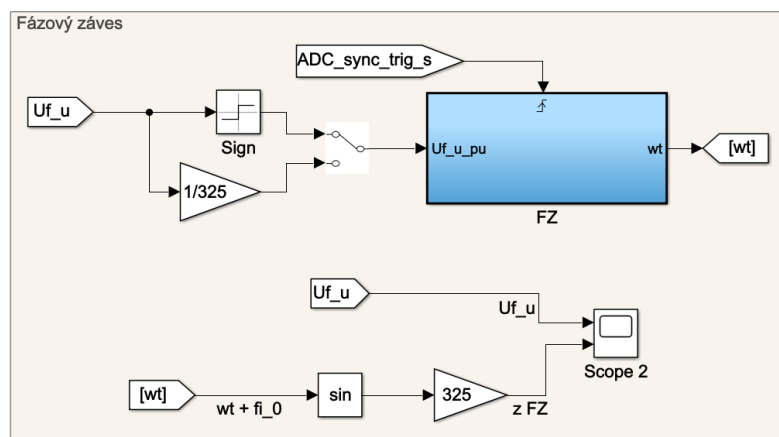 Fázový záves
ADC_sync_trig_s
Uf_u
Sign
1/325
Uf_u_pu
wt
[wt]
FZ
Uf_u
Uf_u
Scope 2
[wt]
wt + fi_0
sin
325
z FZ